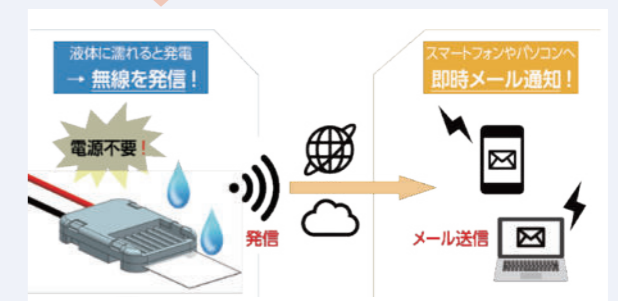 液体に濡れると発電
→ 無線を発信！
電源不要！
発信
スマートフォンやパソコンへ
即時メール通知！
メール送信